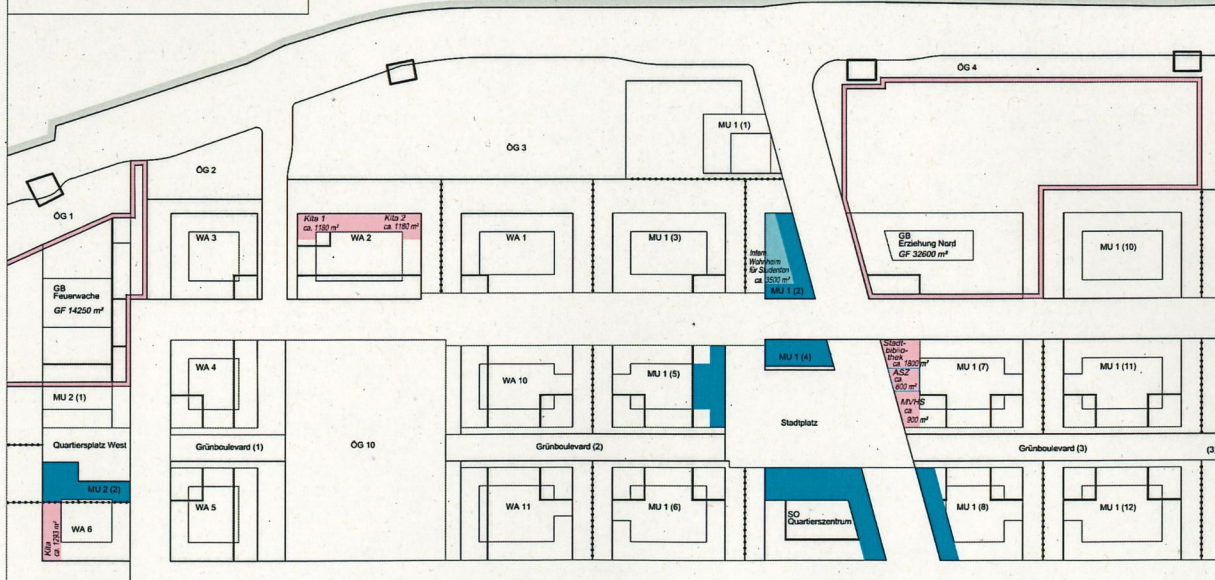 ÖG 4
MU 1 (1)
ÖG 3
ÖG 2
ÖG 1
Kita 1
ca. 1180 m²
Kita 2
ca. 1180 m²
WA 3
WA 2
WA 1
MU 1 (3)
Intern.
Wohnheim
für Studenten
ca. 3500 m²
MU 1 (2)
GB
Erziehung Nord
GF 32600 m²
MU 1 (10)
GB
Feuerwache
GF 14250 m²
WA 4
WA 10
MU 1 (5)
MU 1 (4)
Stadt-
biblio-
thek
ca. 1800 m²
ASZ
ca.
600 m²
MVHS
ca
900 m²
MU 1 (7)
MU 1 (11)
MU 2 (1)
Quartiersplatz West
Grünboulevard (1)
ÖG 10
Grünboulevard (2)
Stadtplatz
Grünboulevard (3)
(3
MU 2 (2)
WA 5
WA 11
MU 1 (6)
SO
Quartierszentrum
MU 1 (8)
MU 1 (12)
Kita
ca. 1293 m²
WA 6